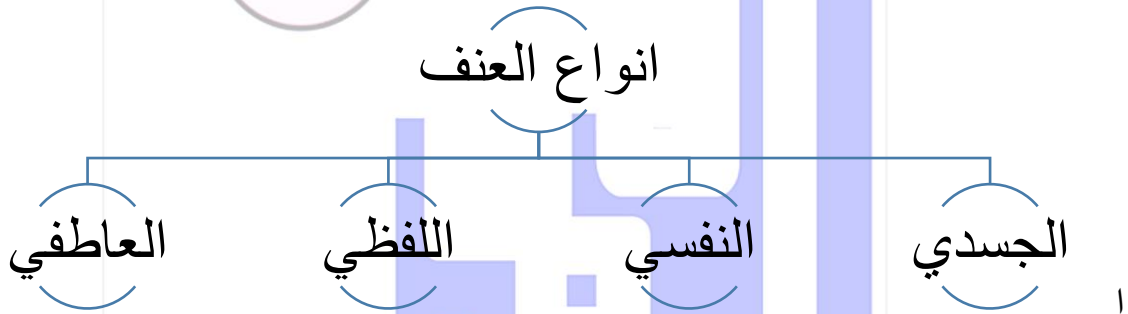 انواع العنف
الجسدي
النفسي
اللفظي
العاطفي
ا